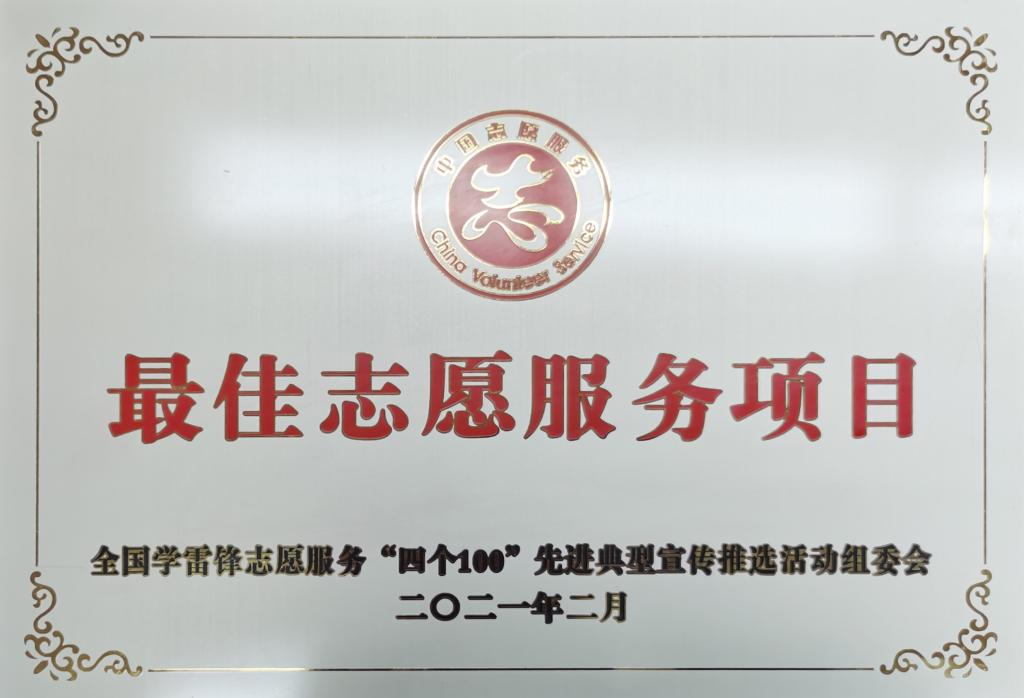 中国志愿服务
志
China Volunteer Service
最佳志愿服务项目
全国学雷锋志愿服务“四个100”先进典型宣传推选活动组委会
二〇二一年二月